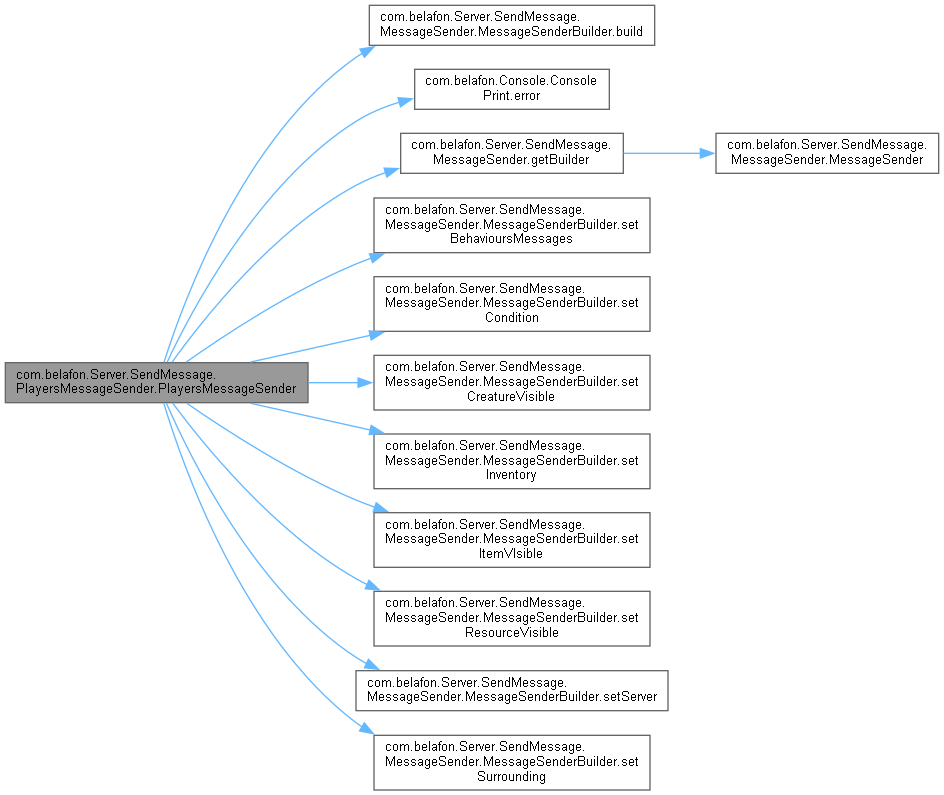 com.belafon.Server.SendMessage.
MessageSender.MessageSenderBuilder.build
com.belafon.Console.Console
Print.error
com.belafon.Server.SendMessage.
MessageSender.getBuilder
com.belafon.Server.SendMessage.
MessageSender.MessageSender
com.belafon.Server.SendMessage.
MessageSender.MessageSenderBuilder.set
BehavioursMessages
com.belafon.Server.SendMessage.
MessageSender.MessageSenderBuilder.set
Condition
com.belafon.Server.SendMessage.
PlayersMessageSender.PlayersMessageSender
com.belafon.Server.SendMessage.
MessageSender.MessageSenderBuilder.set
CreatureVisible
com.belafon.Server.SendMessage.
MessageSender.MessageSenderBuilder.set
Inventory
com.belafon.Server.SendMessage.
MessageSender.MessageSenderBuilder.set
ItemVIsible
com.belafon.Server.SendMessage.
MessageSender.MessageSenderBuilder.set
ResourceVisible
com.belafon.Server.SendMessage.
MessageSender.MessageSenderBuilder.setServer
com.belafon.Server.SendMessage.
MessageSender.MessageSenderBuilder.set
Surrounding